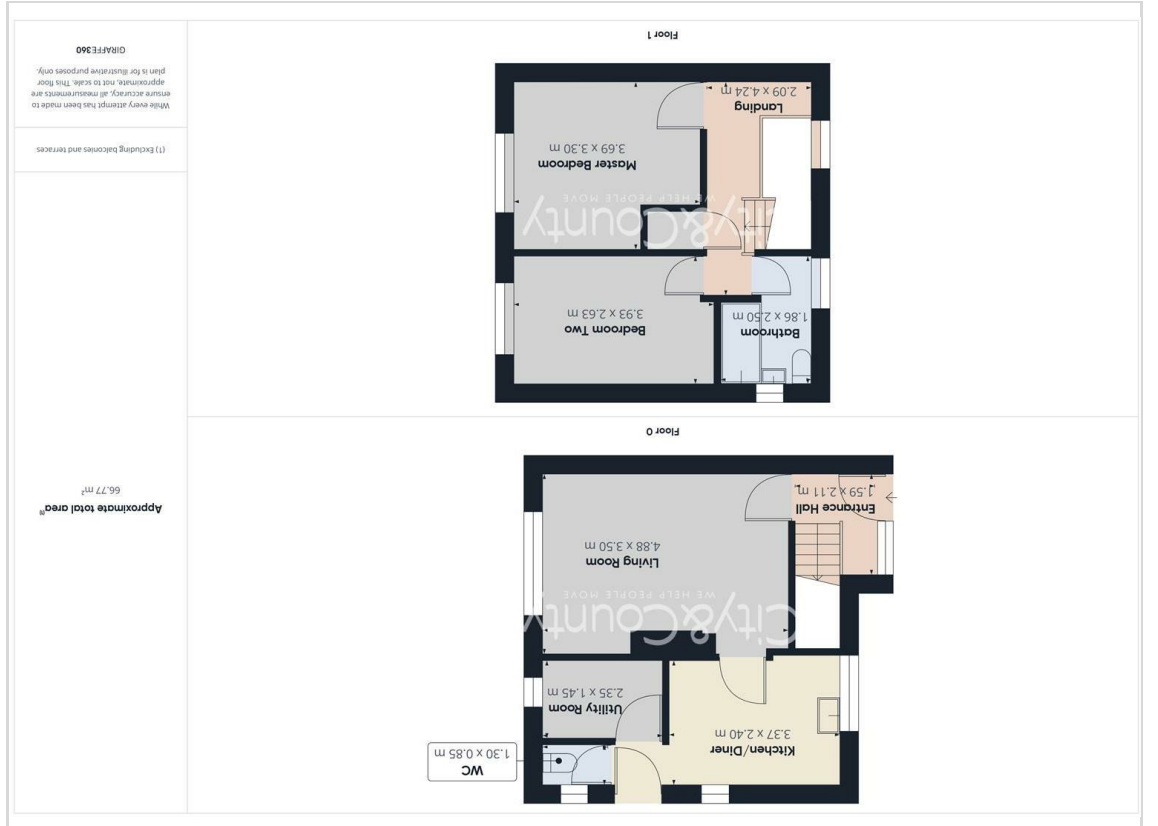 Kitchen/Diner
3.37 x 2.40 m
WC
1.30 x 0.85 m
Utility Room
2.35 x 1.45 m
City&County
WE HELP PEOPLE MOVE
Living Room
4.88 x 3.50 m
Entrance Hall
1.59 x 2.11 m
Floor 0
Bathroom
1.86 x 2.50 m
Bedroom Two
3.93 x 2.63 m
City&County
WE HELP PEOPLE MOVE
Master Bedroom
3.69 x 3.30 m
Landing
2.09 x 4.24 m
Floor 1
Approximate total area⁽¹⁾
66.77 m²
(1) Excluding balconies and terraces
While every attempt has been made to
ensure accuracy, all measurements are
approximate, not to scale. This floor
plan is for illustrative purposes only.
GIRAFFE360